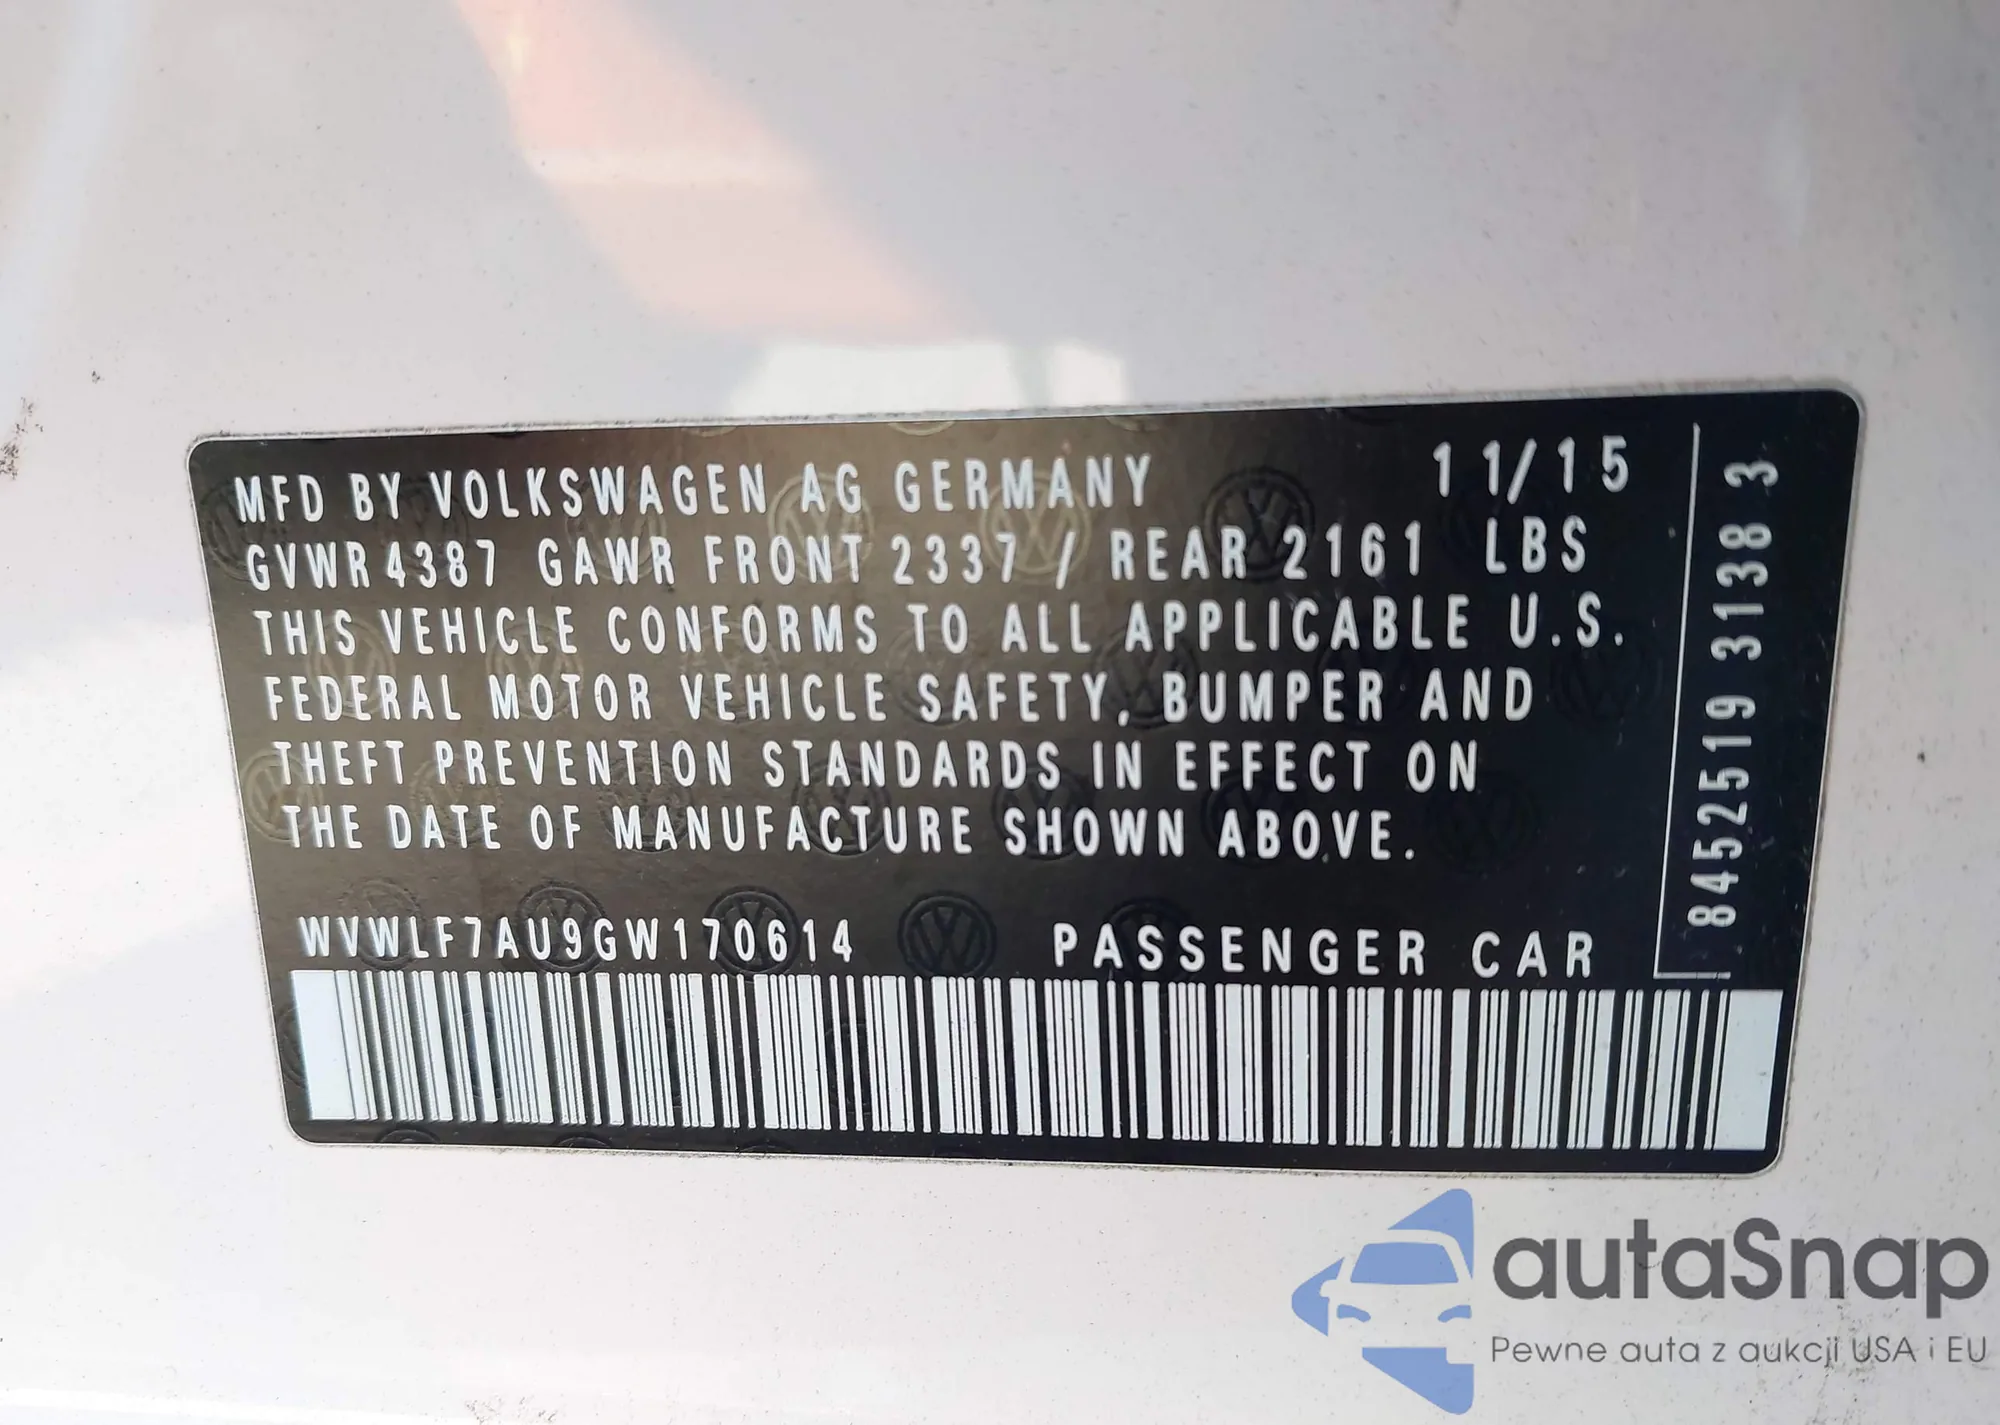 MFD BY VOLKSWAGEN AG GERMANY 11/15
GVWR 4387 GAWR FRONT 2337 / REAR 2161 LBS
THIS VEHICLE CONFORMS TO ALL APPLICABLE U.S.
FEDERAL MOTOR VEHICLE SAFETY, BUMPER AND
THEFT PREVENTION STANDARDS IN EFFECT ON
THE DATE OF MANUFACTURE SHOWN ABOVE.
WVWLF7AU9GW170614 PASSENGER CAR
8452519 3138 3
autaSnap
Pewne auta z aukcji USA i EU